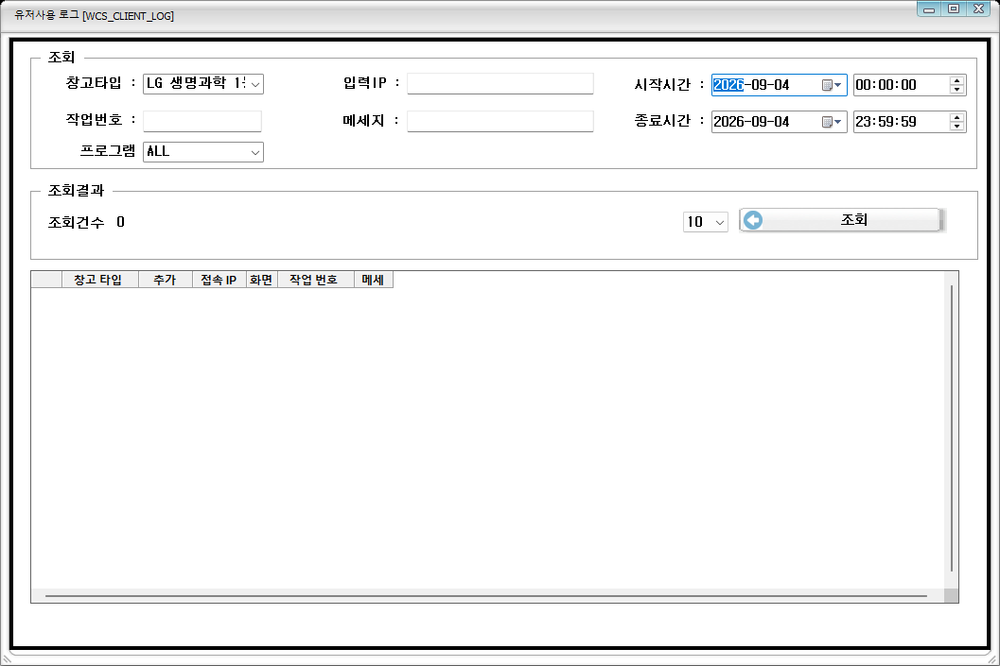 유저사용 로그 [WCS_CLIENT_LOG]
조회
창고타입 : LG 생명과학 입력IP : 시작시간 : 2026-09-04 00:00:00
작업번호 : 메세지 : 종료시간 : 2026-09-04 23:59:59
프로그램 ALL
조회결과
조회건수 0 10 조회
창고 타입 추가 접속 IP 화면 작업 번호 메세